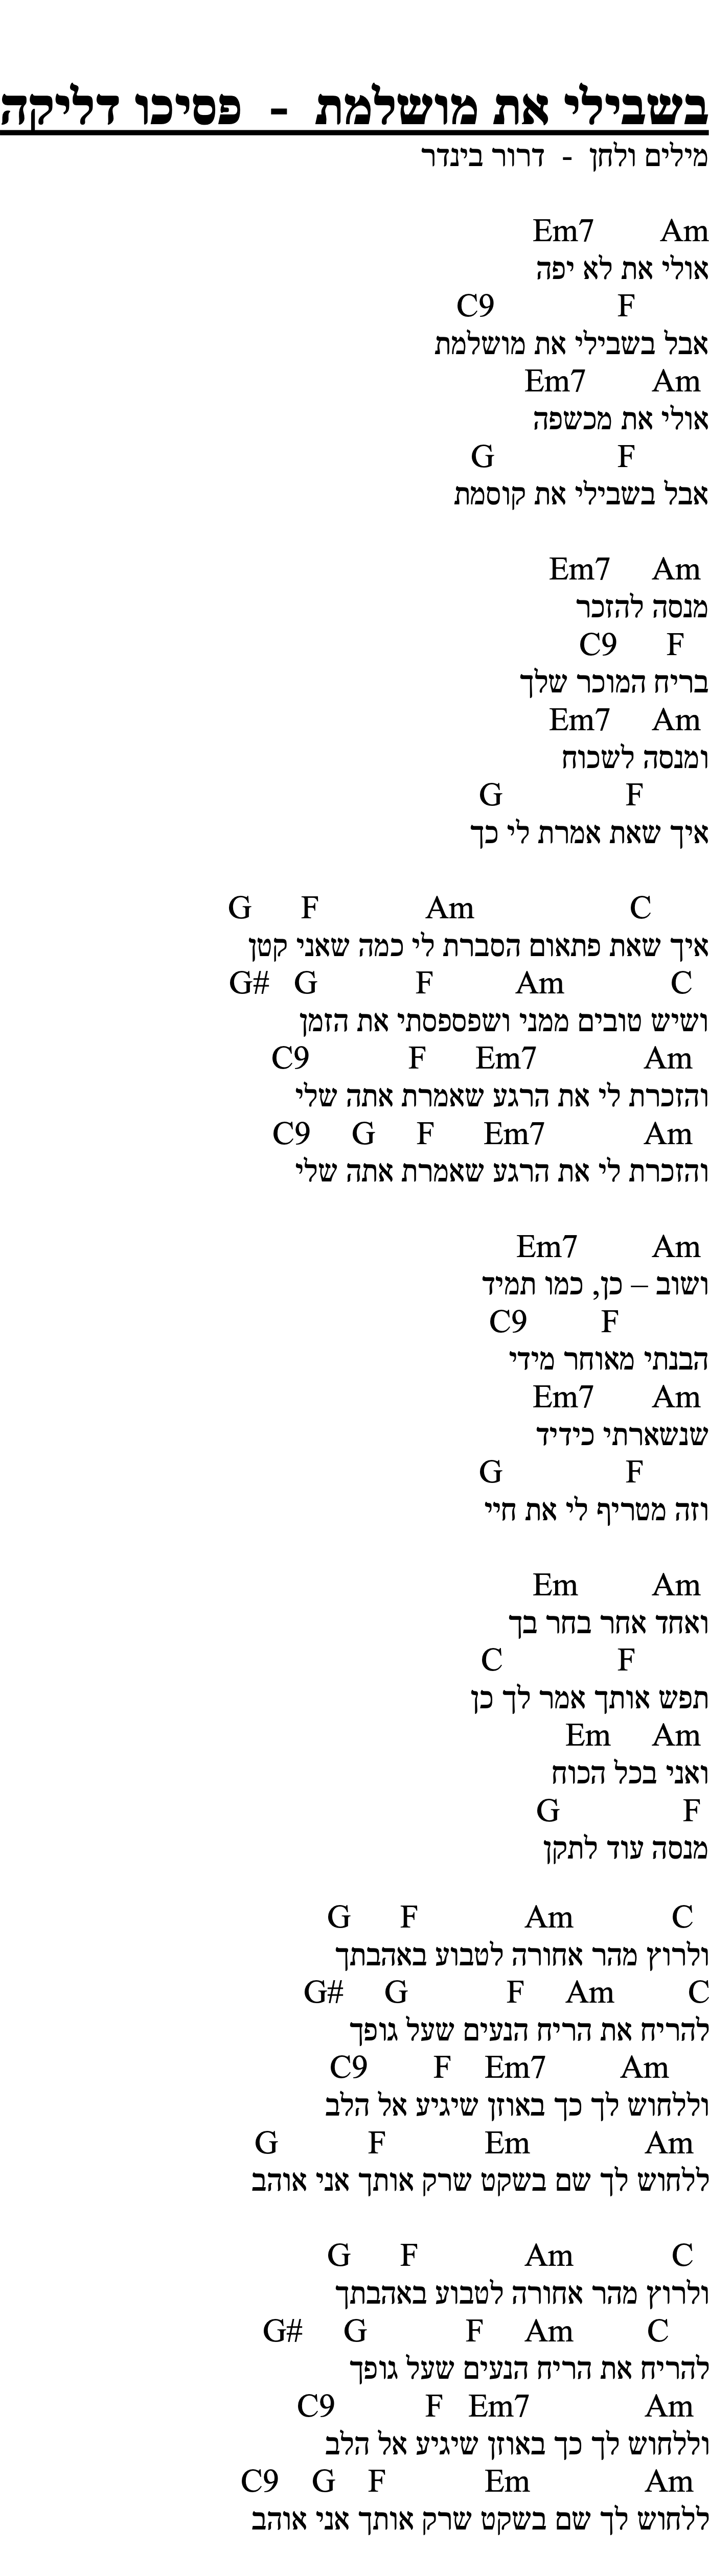 בשבילי את מושלמת - פסיכו דליקה
מילים ולחן - דרור בינדר
Em7 Am
אולי את לא יפה
C9 F
אבל בשבילי את מושלמת
Em7 Am
אולי את מכשפה
G F
אבל בשבילי את קוסמת
Em7 Am
מנסה להזכר
C9 F
בריח המוכר שלך
Em7 Am
ומנסה לשכוח
G F
איך שאת אמרת לי כך
G F Am C
איך שאת פתאום הסברת לי כמה שאני קטן
G# G F Am C
ושיש טובים ממני ושפספסתי את הזמן
C9 F Em7 Am
והזכרת לי את הרגע שאמרת אתה שלי
C9 G F Em7 Am
והזכרת לי את הרגע שאמרת אתה שלי
Em7 Am
ושוב – כן, כמו תמיד
C9 F
הבנתי מאוחר מידי
Em7 Am
שנשארתי כידיד
G F
וזה מטריף לי את חיי
Em Am
ואחד אחר בחר בך
C F
תפש אותך אמר לך כן
Em Am
ואני בכל הכוח
G F
מנסה עוד לתקן
G F Am C
ולרוץ מהר אחורה לטבוע באהבתך
G# G F Am C
להריח את הריח הנעים שעל גופך
C9 F Em7 Am
וללחוש לך כך באוזן שיגיע אל הלב
G F Em Am
ללחוש לך שם בשקט שרק אותך אני אוהב
G F Am C
ולרוץ מהר אחורה לטבוע באהבתך
G# G F Am C
להריח את הריח הנעים שעל גופך
C9 F Em7 Am
וללחוש לך כך באוזן שיגיע אל הלב
C9 G F Em Am
ללחוש לך שם בשקט שרק אותך אני אוהב